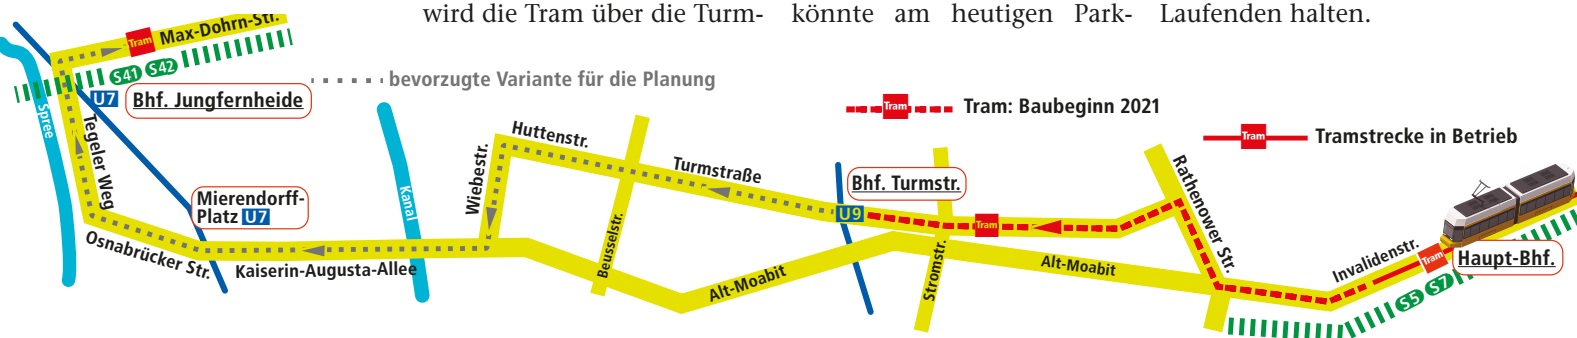 wird die Tram über die Turm-
könnte am heutigen Park-
Laufenden halten.
Max-Dohrn-Str.
Tram
S41 S42
bevorzugte Variante für die Planung
U7 Bhf. Jungfernheide
Spree
Tegeler Weg
Mierendorff-
Platz U7
Osnabrücker Str.
Kaiserin-Augusta-Allee
Kanal
Wiebestr.
Huttenstr.
Turmstraße
Beusselstr.
Alt-Moabit
Tram Tram: Baubeginn 2021
Tram Tramstrecke in Betrieb
Bhf. Turmstr.
U9
Tram
Stromstr.
Alt-Moabit
Rathenower Str.
Invalidenstr.
Tram
Haupt-Bhf.
S5 S7